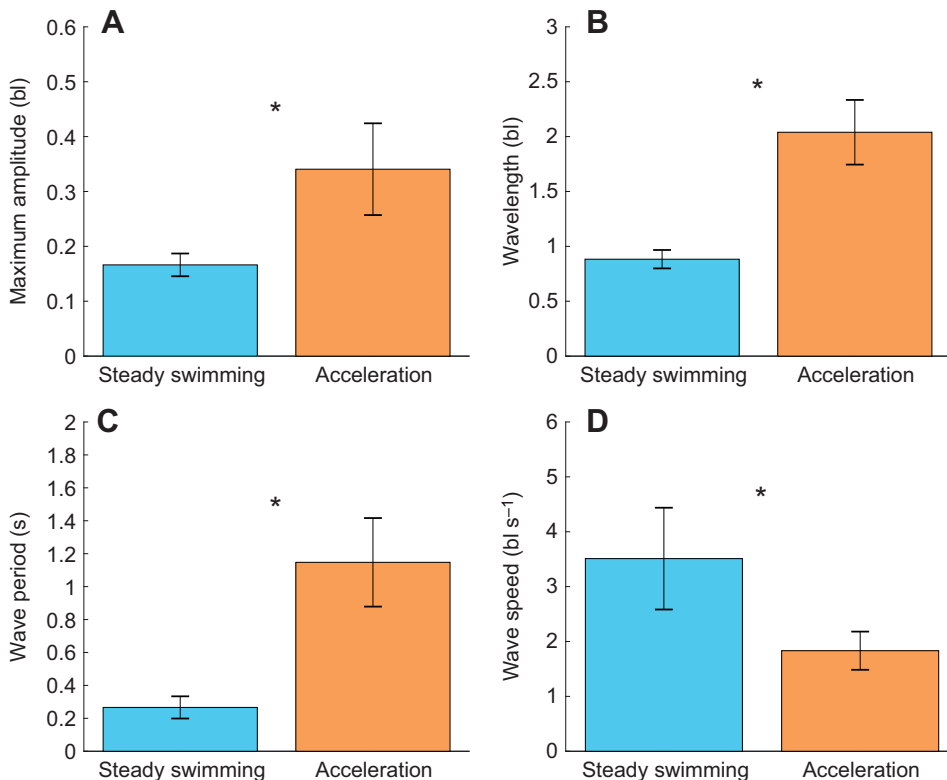 A
Maximum amplitude (bl)
0.6
0.5
0.4
0.3
0.2
0.1
0
*
Steady swimming
Acceleration
B
Wavelength (bl)
3
2.5
2
1.5
1
0.5
0
*
Steady swimming
Acceleration
C
Wave period (s)
2
1.8
1.6
1.4
1.2
1
0.8
0.6
0.4
0.2
0
*
Steady swimming
Acceleration
D
Wave speed (bl s⁻¹)
6
5
4
3
2
1
0
*
Steady swimming
Acceleration